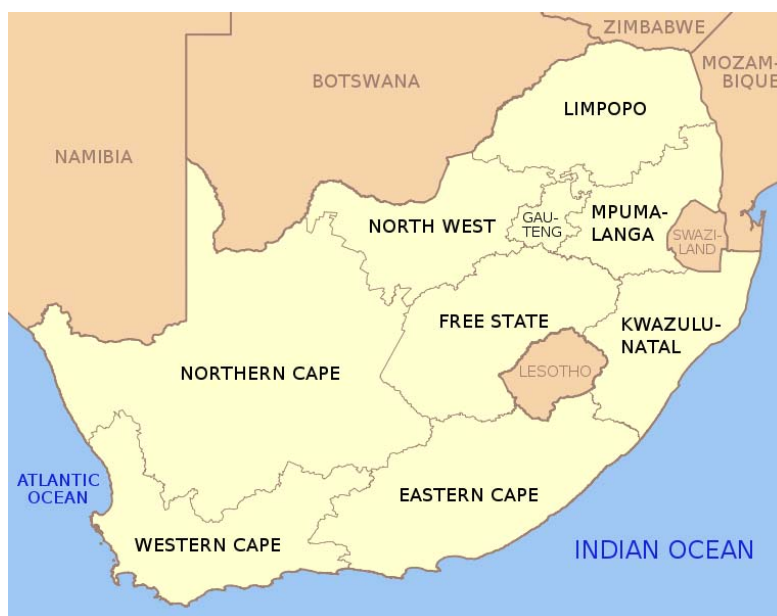 ZIMBABWE
MOZAM-
BIQUE
BOTSWANA
LIMPOPO
NAMIBIA
NORTH WEST
GAU-
TENG
MPUMA-
LANGA
SWAZI-
LAND
FREE STATE
KWAZULU-
NATAL
LESOTHO
NORTHERN CAPE
ATLANTIC
OCEAN
EASTERN CAPE
WESTERN CAPE
INDIAN OCEAN